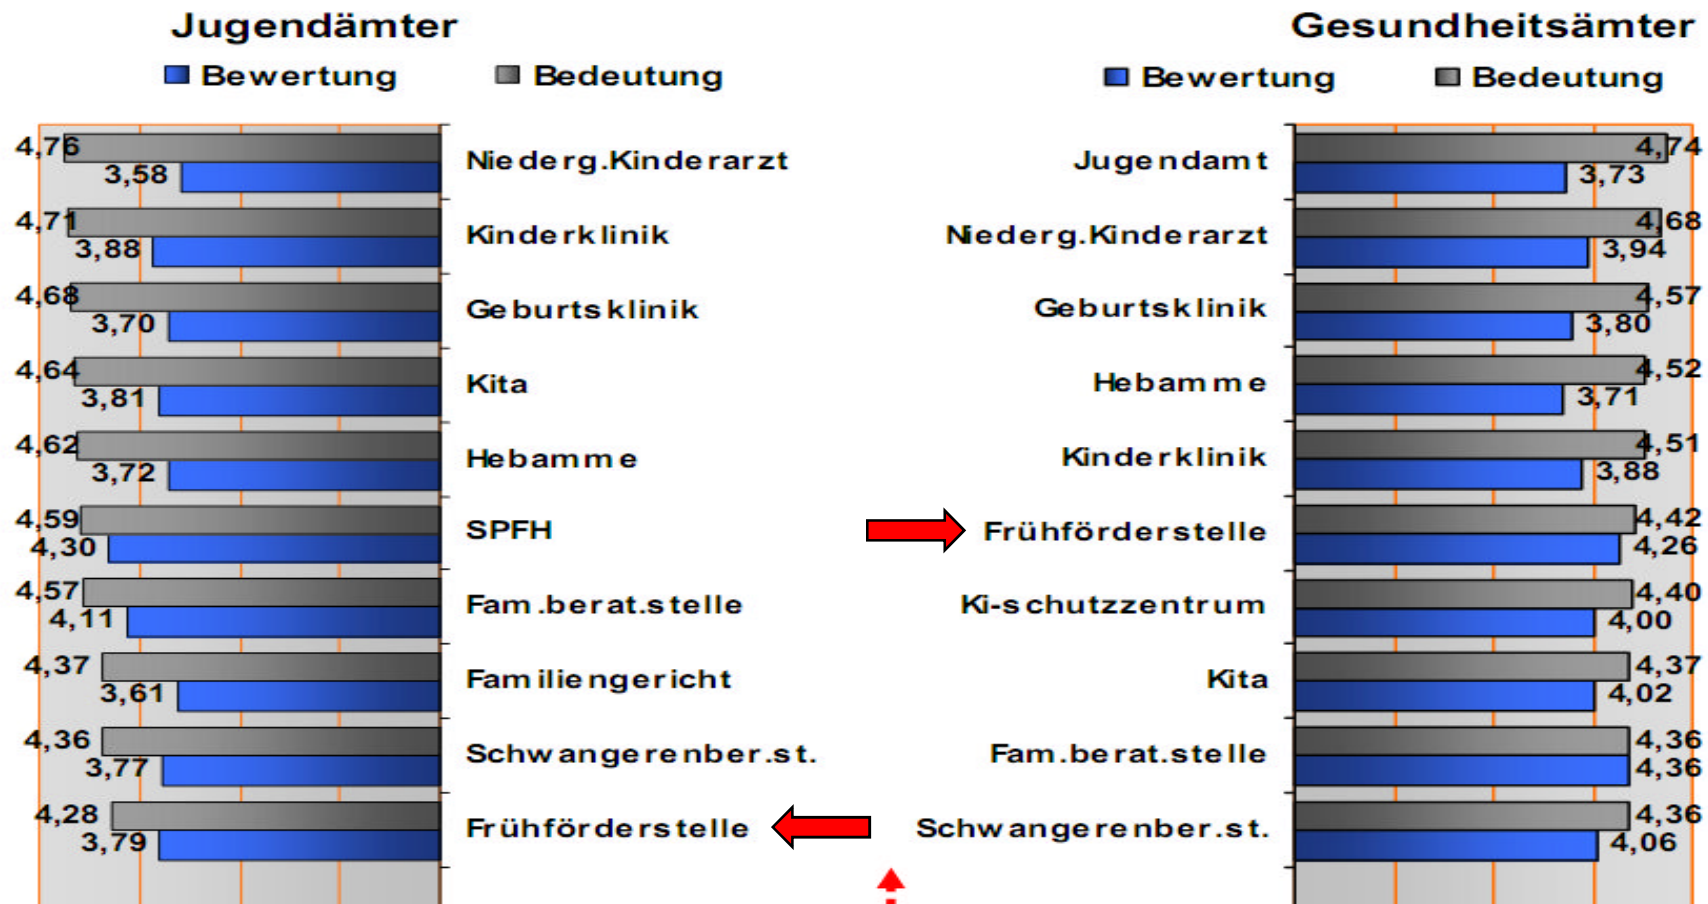 Jugendämter
Gesundheitsämter
Bewertung Bedeutung
Bewertung Bedeutung
4,76 Niederg.Kinderarzt Jugendamt 4,74
3,58 3,73
4,71 Kinderklinik Niederg.Kinderarzt 4,68
3,88 3,94
4,68 Geburtsklinik Geburtsklinik 4,57
3,70 3,80
4,64 Kita Hebamme 4,52
3,81 3,71
4,62 Hebamme Kinderklinik 4,51
3,72 3,88
4,59 SPFH Frühförderstelle 4,42
4,30 4,26
4,57 Fam.berat.stelle Ki-schutzzentrum 4,40
4,11 4,00
4,37 Familiengericht Kita 4,37
3,61 4,02
4,36 Schwangerenber.st. Fam.berat.stelle 4,36
3,77 4,36
4,28 Frühförderstelle Schwangerenber.st. 4,36
3,79 4,06